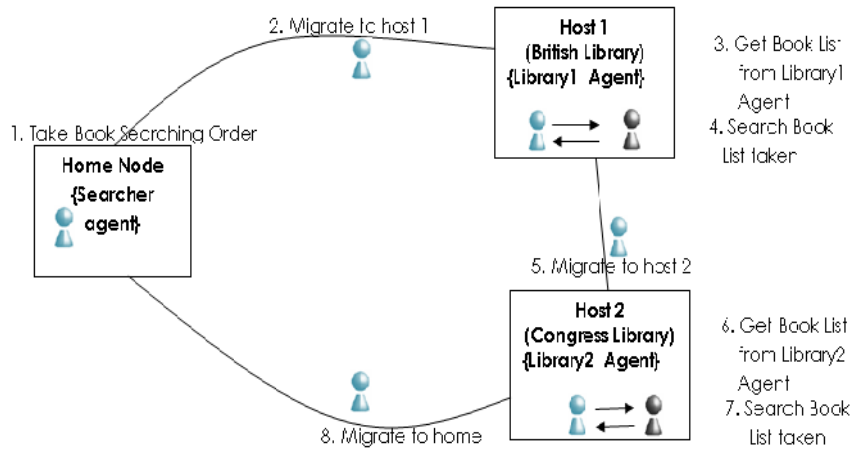 2. Migrate to host 1
Host 1
(British Library)
{Library1 Agent}
3. Get Book List
from Library1
Agent
4. Search Book
List taken
1. Take Book Searching Order
Home Node
{Searcher
agent}
5. Migrate to host 2
Host 2
(Congress Library)
{Library2 Agent}
6. Get Book List
from Library2
Agent
7. Search Book
List taken
8. Migrate to home